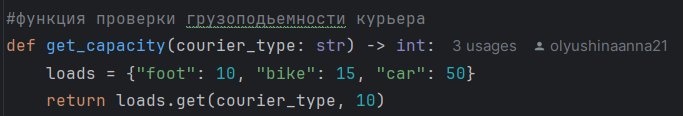 #функция проверки грузоподьемности курьера
def get_capacity(courier_type: str) -> int: 3 usages olyushinaanna21
    loads = {"foot": 10, "bike": 15, "car": 50}
    return loads.get(courier_type, 10)